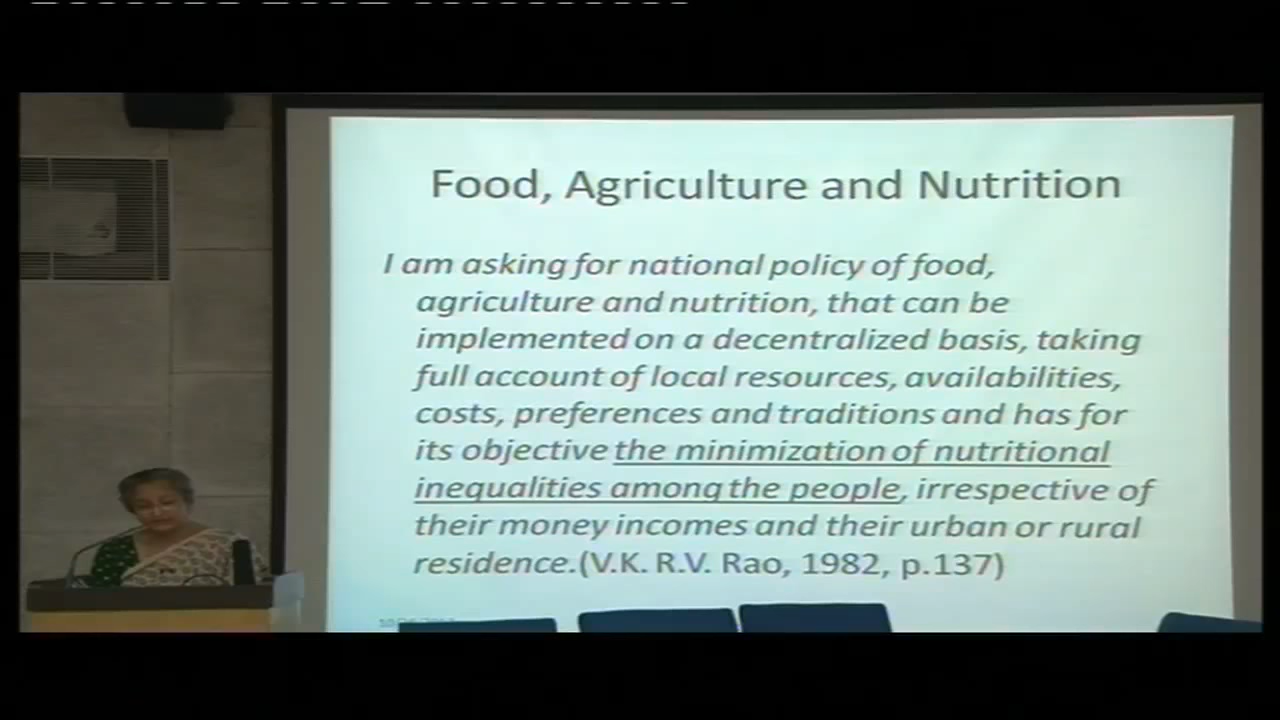 Food, Agriculture and Nutrition
I am asking for national policy of food,
agriculture and nutrition, that can be
implemented on a decentralized basis, taking
full account of local resources, availabilities,
costs, preferences and traditions and has for
its objective the minimization of nutritional
inequalities among the people, irrespective of
their money incomes and their urban or rural
residence.(V.K. R.V. Rao, 1982, p.137)